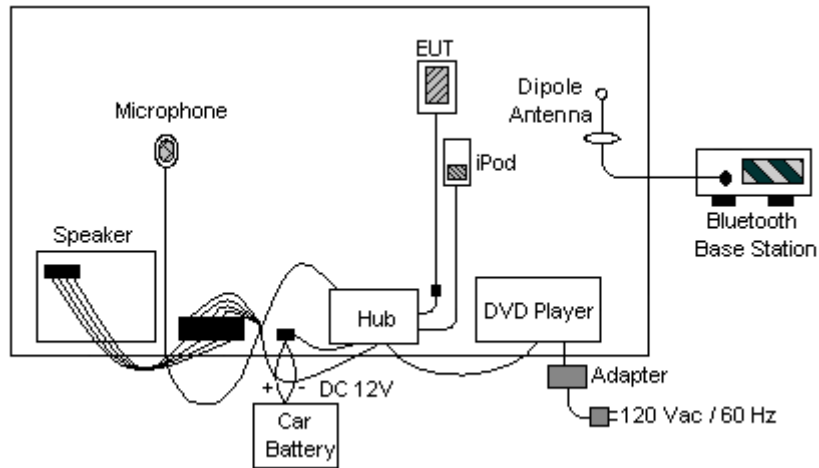 EUT
Dipole
Antenna
Microphone
iPod
Bluetooth
Base Station
Speaker
Hub
DVD Player
Adapter
+ - DC 12V
120 Vac / 60 Hz
Car
Battery